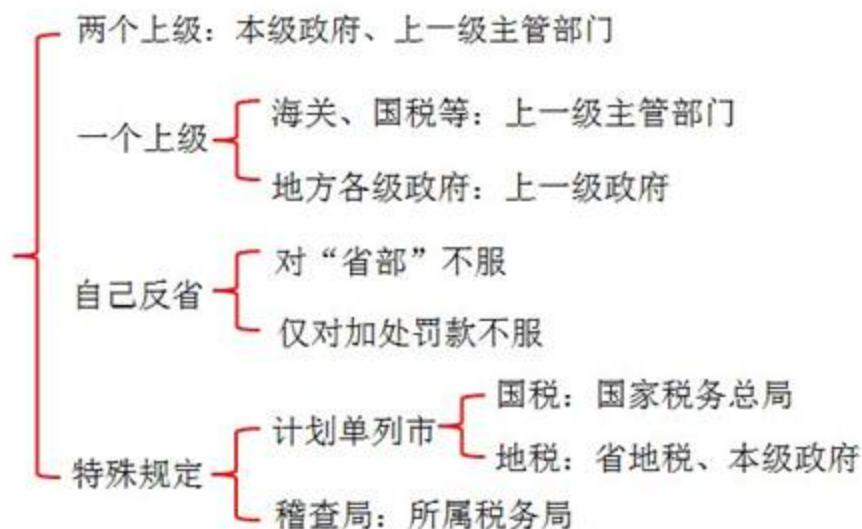 两个上级：本级政府、上一级主管部门
一个上级
海关、国税等：上一级主管部门
地方各级政府：上一级政府
自己反省
对“省部”不服
仅对加处罚款不服
特殊规定
计划单列市
国税：国家税务总局
地税：省地税、本级政府
稽查局：所属税务局